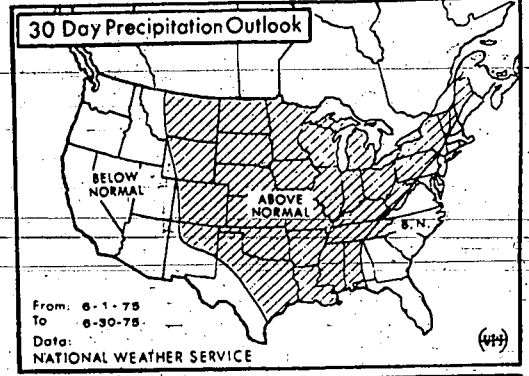 30 Day Precipitation Outlook
BELOW
NORMAL
ABOVE
NORMAL
B.N.
From: 6-1-75
To 6-30-75
Data:
NATIONAL WEATHER SERVICE